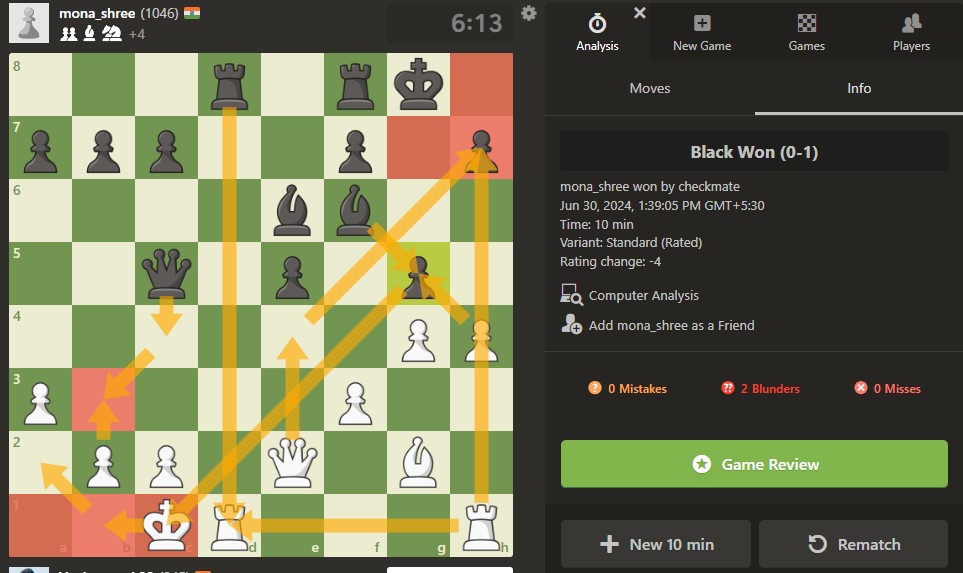 mona_shree (1046)
+4
6:13
8
7
6
5
4
3
2
1
a b c d e f g h
Analysis
New Game
Games
Players
Moves
Info
Black Won (0-1)
mona_shree won by checkmate
Jun 30, 2024, 1:39:05 PM GMT+5:30
Time: 10 min
Variant: Standard (Rated)
Rating change: -4
Computer Analysis
Add mona_shree as a Friend
0 Mistakes
2 Blunders
0 Misses
Game Review
New 10 min
Rematch